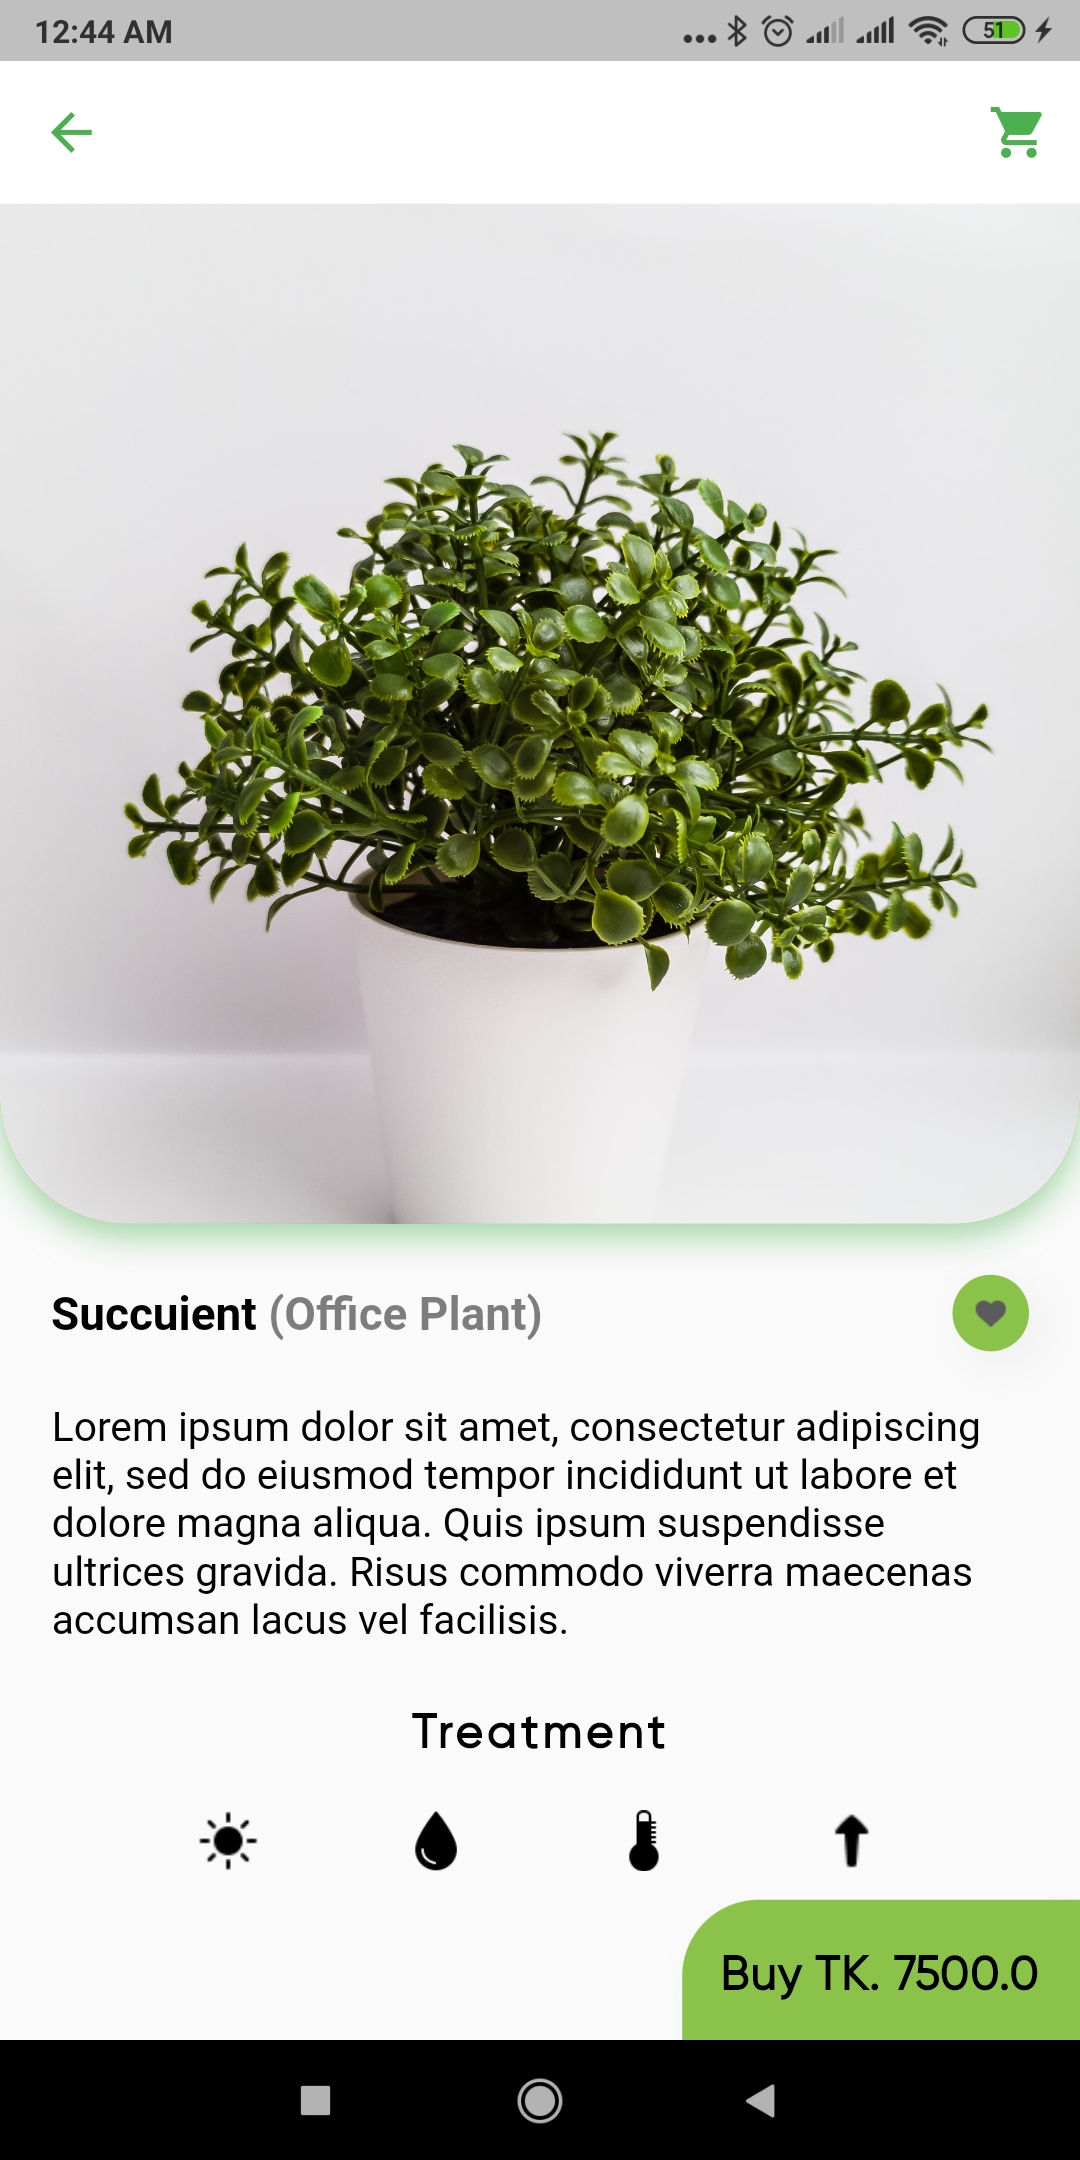 12:44 AM
51
Succuient (Office Plant)
Lorem ipsum dolor sit amet, consectetur adipiscing
elit, sed do eiusmod tempor incididunt ut labore et
dolore magna aliqua. Quis ipsum suspendisse
ultrices gravida. Risus commodo viverra maecenas
accumsan lacus vel facilisis.
Treatment
Buy TK. 7500.0